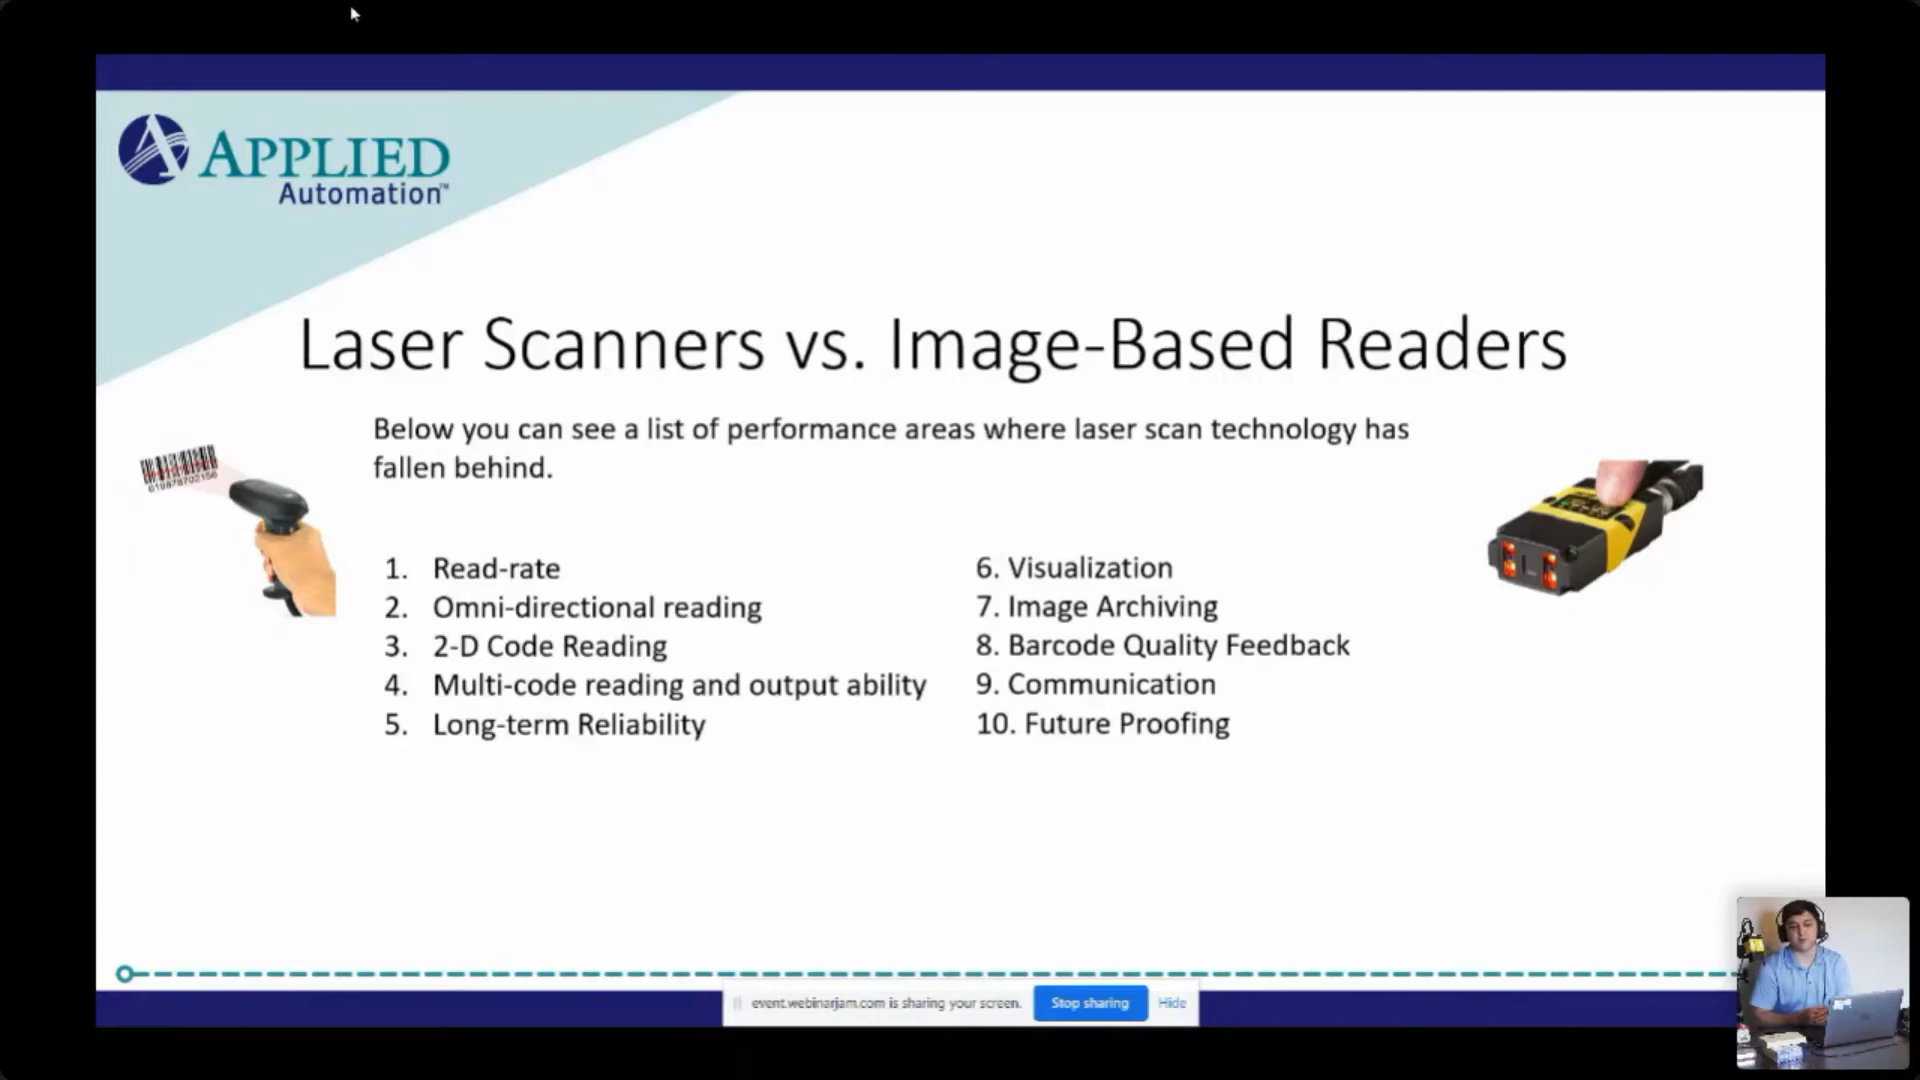 APPLIED
Automation™
Laser Scanners vs. Image-Based Readers
Below you can see a list of performance areas where laser scan technology has
fallen behind.
1. Read-rate
2. Omni-directional reading
3. 2-D Code Reading
4. Multi-code reading and output ability
5. Long-term Reliability
6. Visualization
7. Image Archiving
8. Barcode Quality Feedback
9. Communication
10. Future Proofing
event.webinarjam.com is sharing your screen.
Stop sharing
Hide